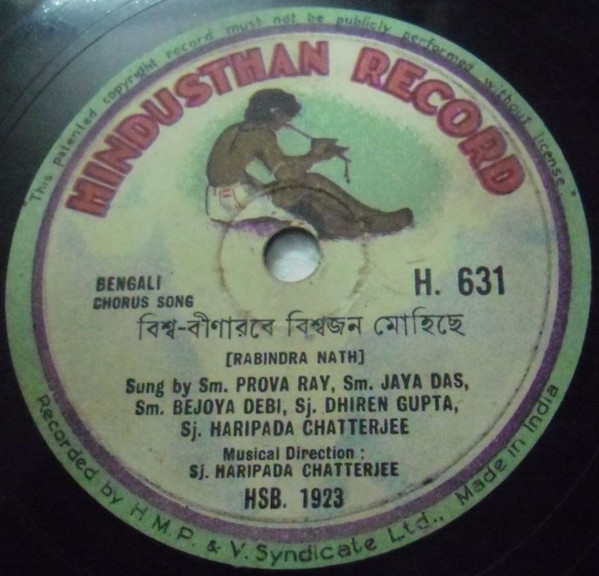 "This patented copyright record must not be publicly performed without license."
HINDUSTHAN RECORD
BENGALI
CHORUS SONG
H. 631
বিশ্ব-বীণারবে বিশ্বজন মোহিছে
[RABINDRA NATH]
Sung by Sm. PROVA RAY, Sm. JAYA DAS,
Sm. BEJOYA DEBI, Sj. DHIREN GUPTA,
Sj. HARIPADA CHATTERJEE
Musical Direction :
Sj. HARIPADA CHATTERJEE
HSB. 1923
Recorded by H.M.P. & V. Syndicate Ltd., Made in India